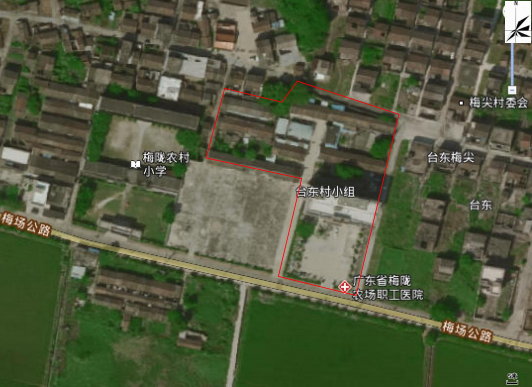 梅尖村委会
梅陇农村
小学
台东梅尖
台东村小组
台东
梅场公路
广东省梅陇
农场职工医院
梅场公路